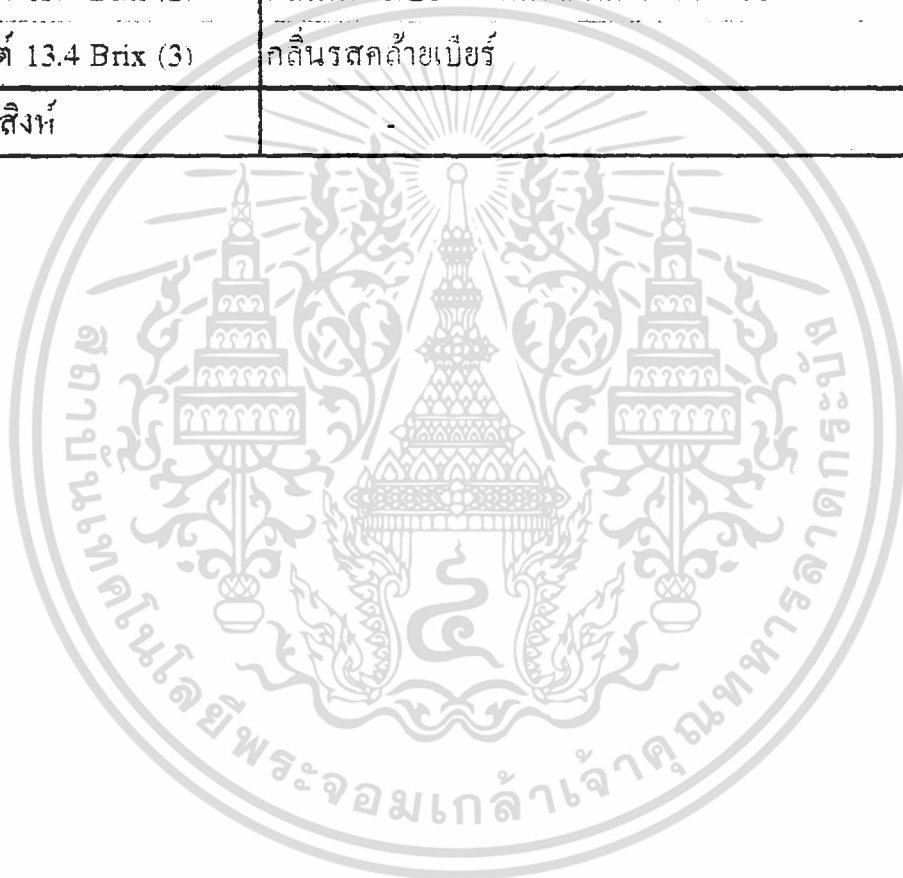 ต์ 13.4 Brix (3) กลิ่นรสคล้ายเบียร์
สิงห์ -
สถาบันเทคโนโลยีพระจอมเกล้าเจ้าคุณทหารลาดกระบัง